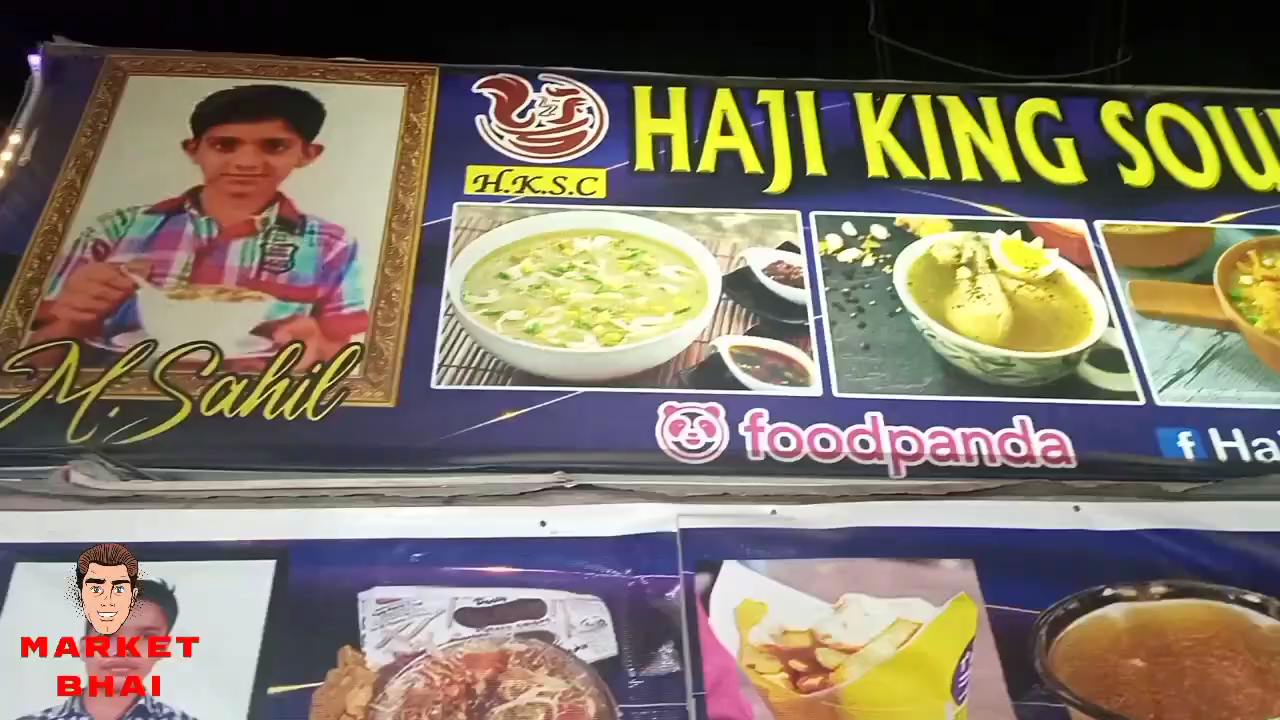 HAJI KING SOU
H.K.S.C
M. Sahil
foodpanda
f Ha
MARKET
BHAI